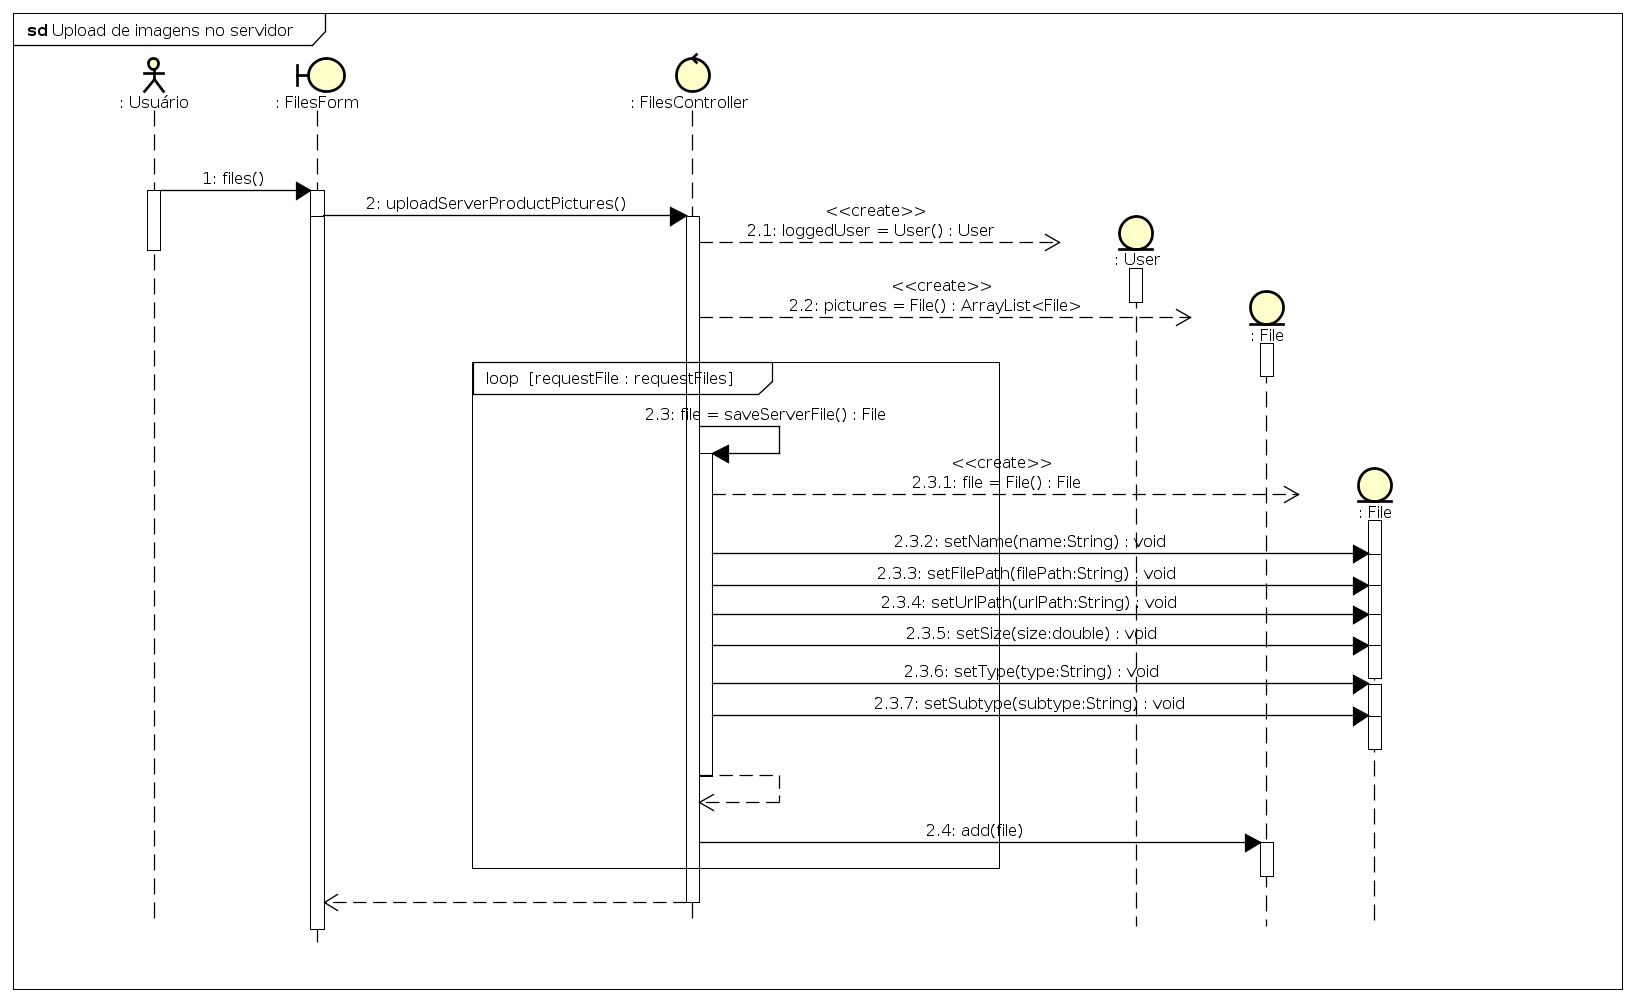 sd Upload de imagens no servidor
: Usuário
: FilesForm
: FilesController
1: files()
2: uploadServerProductPictures()
<<create>>
2.1: loggedUser = User() : User
: User
<<create>>
2.2: pictures = File() : ArrayList<File>
: File
loop [requestFile : requestFiles]
2.3: file = saveServerFile() : File
<<create>>
2.3.1: file = File() : File
: File
2.3.2: setName(name:String) : void
2.3.3: setFilePath(filePath:String) : void
2.3.4: setUrlPath(urlPath:String) : void
2.3.5: setSize(size:double) : void
2.3.6: setType(type:String) : void
2.3.7: setSubtype(subtype:String) : void
2.4: add(file)